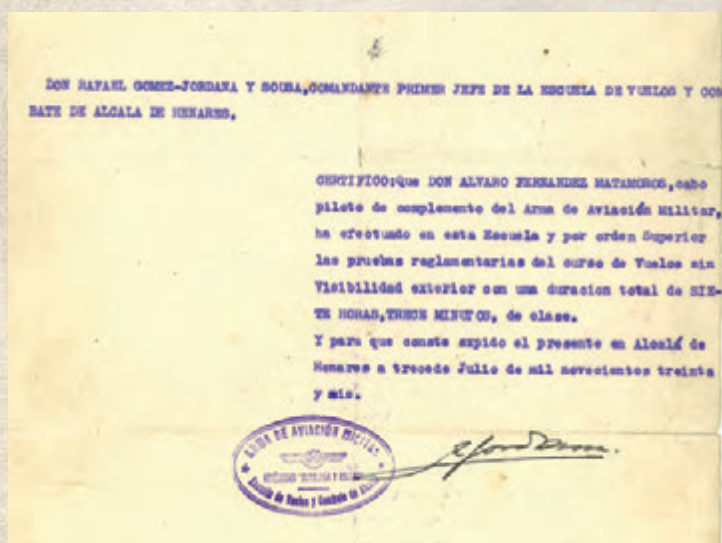 DON RAFAEL GOMEZ-JORDANA Y SOUSA,COMANDANTE PRIMER JEFE DE LA ESCUELA DE VUELOS Y COM
BATE DE ALCALA DE HENARES.
CERTIFICO:Que DON ALVARO FERNANDEZ MATAMOROS,cabo
piloto de complemento del Arma de Aviación Militar,
ha efectuado en esta Escuela y por orden Superior
las pruebas reglamentarias del curso de Vuelos sin
Visibilidad exterior con una duracion total de SIE-
TE HORAS,TRECE MINUTOS, de clase.
Y para que conste expido el presente en Alcalá de
Henares a trecede Julio de mil novecientos treinta
y seis.
ARMA DE AVIACIÓN MILITAR
Escuela de Vuelos y Combate de